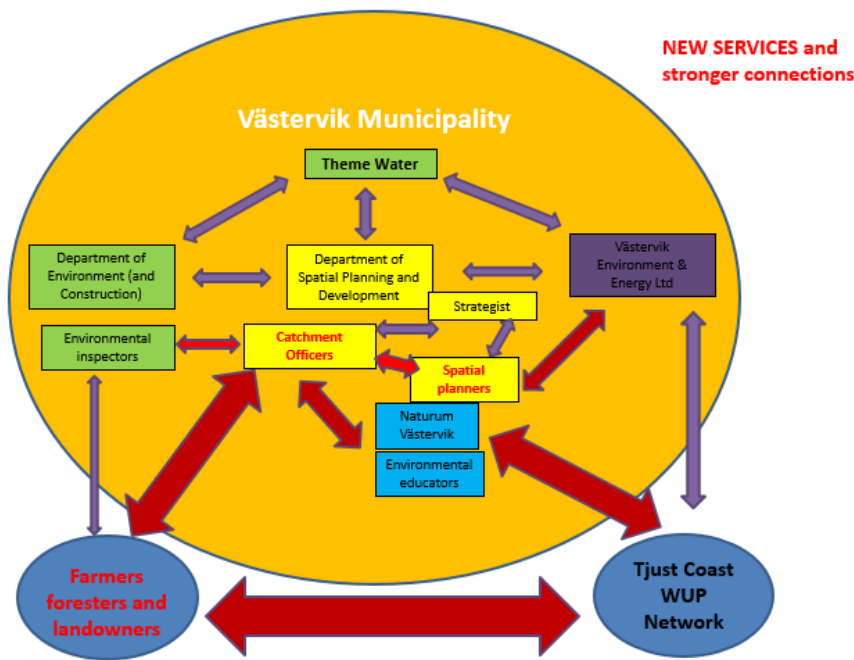 NEW SERVICES and
stronger connections
Västervik Municipality
Theme Water
Department of
Environment (and
Construction)
Department of
Spatial Planning and
Development
Västervik
Environment &
Energy Ltd
Strategist
Environmental
inspectors
Catchment
Officers
Spatial
planners
Naturum
Västervik
Environmental
educators
Farmers
foresters and
landowners
Tjust Coast
WUP
Network